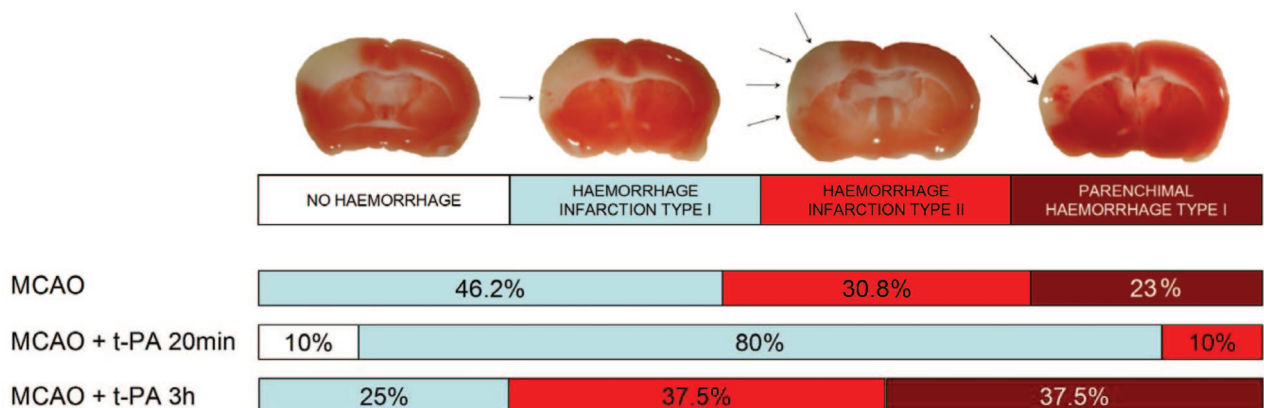 NO HAEMORRHAGE
HAEMORRHAGE
INFARCTION TYPE I
HAEMORRHAGE
INFARCTION TYPE II
PARENCHIMAL
HAEMORRHAGE TYPE I
MCAO 46.2% 30.8% 23%
MCAO + t-PA 20min 10% 80% 10%
MCAO + t-PA 3h 25% 37.5% 37.5%